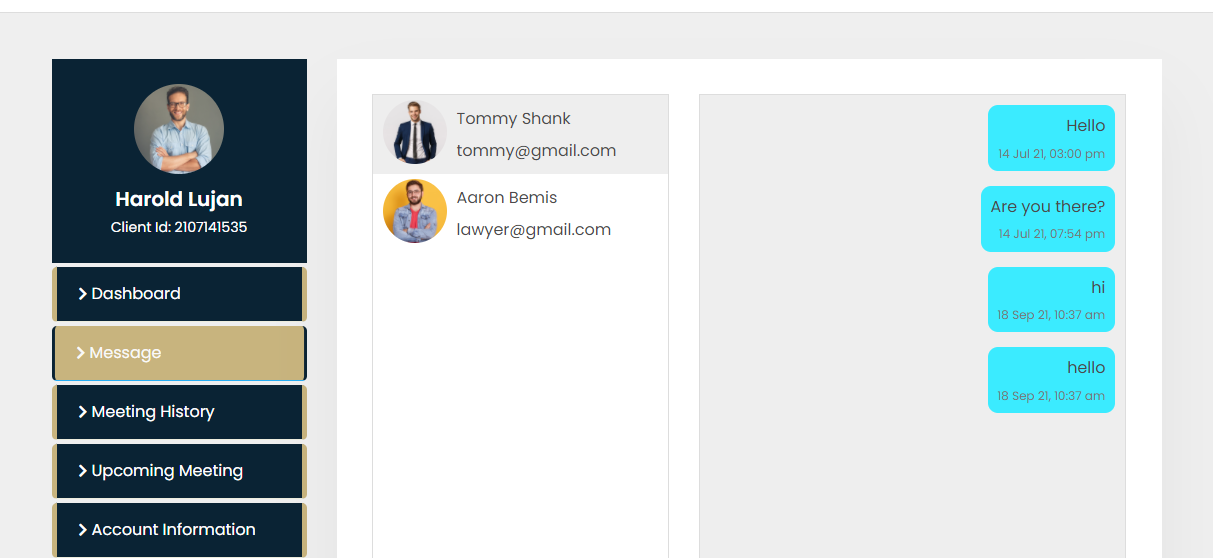 Harold Lujan
Client Id: 2107141535
Dashboard
Message
Meeting History
Upcoming Meeting
Account Information
Tommy Shank
tommy@gmail.com
Aaron Bemis
lawyer@gmail.com
Hello
14 Jul 21, 03:00 pm
Are you there?
14 Jul 21, 07:54 pm
hi
18 Sep 21, 10:37 am
hello
18 Sep 21, 10:37 am